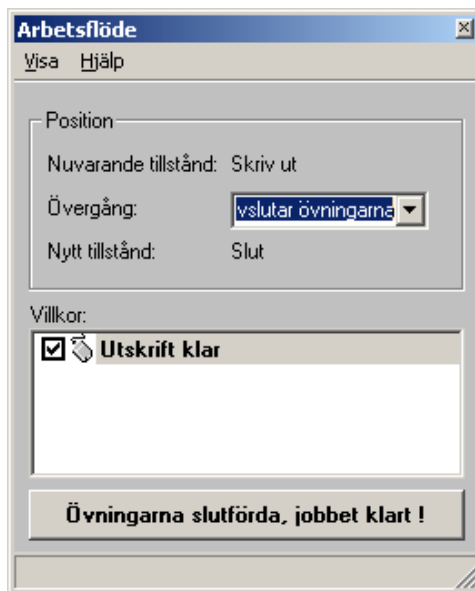 Arbetsflöde
Visa Hjälp
Position
Nuvarande tillstånd: Skriv ut
Övergång: vslutar övningarna
Nytt tillstånd: Slut
Villkor:
Utskrift klar
Övningarna slutförda, jobbet klart !